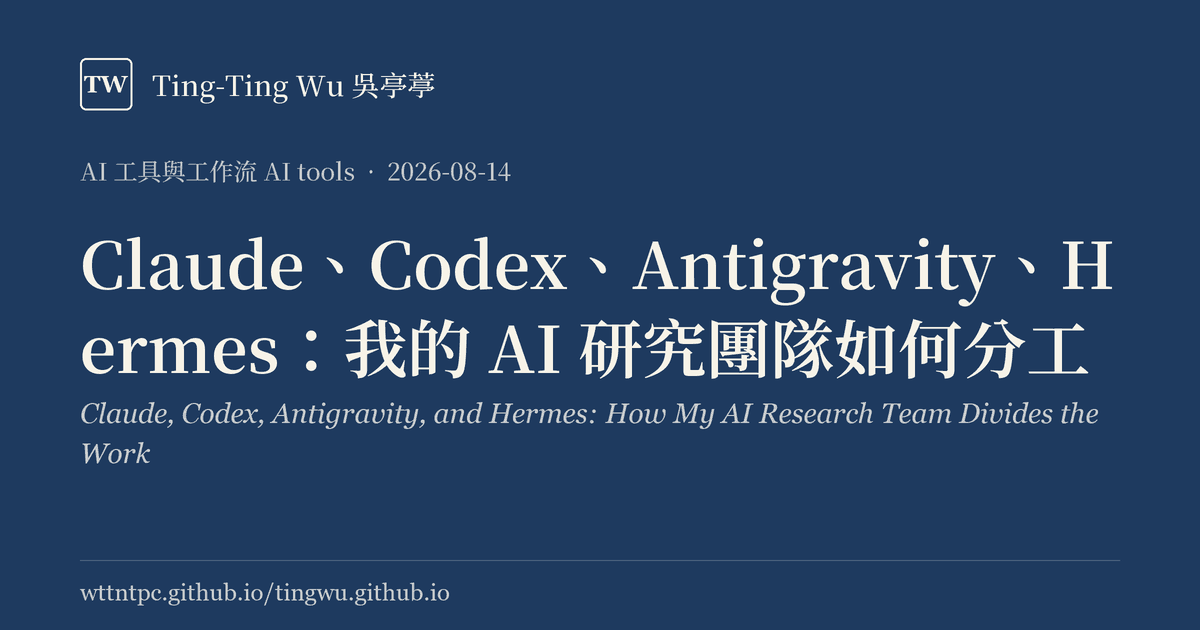 TW
Ting-Ting Wu 吳亭葶
AI 工具與工作流 AI tools · 2026-08-14
Claude、Codex、Antigravity、H
ermes：我的 AI 研究團隊如何分工
Claude, Codex, Antigravity, and Hermes: How My AI Research Team Divides the
Work
wttntpc.github.io/tingwu.github.io